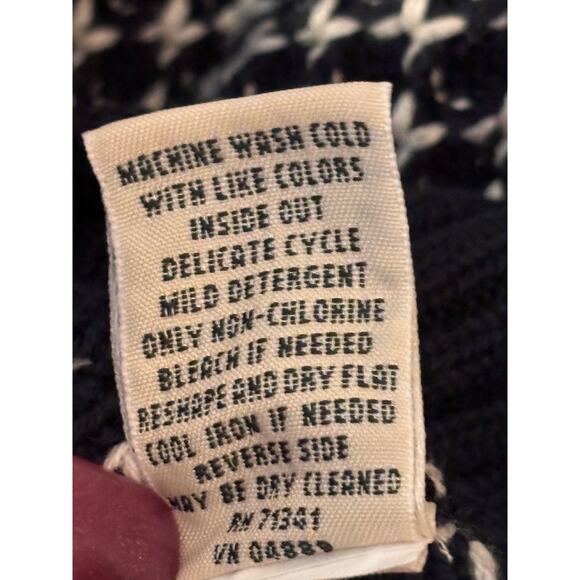 MACHINE WASH COLD
WITH LIKE COLORS
INSIDE OUT
DELICATE CYCLE
MILD DETERGENT
ONLY NON-CHLORINE
BLEACH IF NEEDED
RESHAPE AND DRY FLAT
COOL IRON IF NEEDED
REVERSE SIDE
MAY BE DRY CLEANED
RN 71341
VN